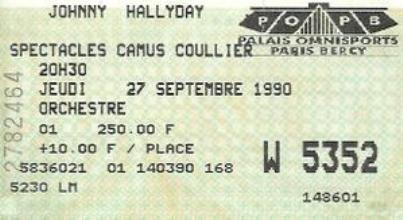 JOHNNY HALLYDAY
POPB
PALAIS OMNISPORTS
PARIS BERCY
SPECTACLES CAMUS COULLIER
20H30
JEUDI 27 SEPTEMBRE 1990
ORCHESTRE
01 250.00 F
+10.00 F / PLACE
5836021 01 140390 168
W 5352
5230 LM
148601
2782464